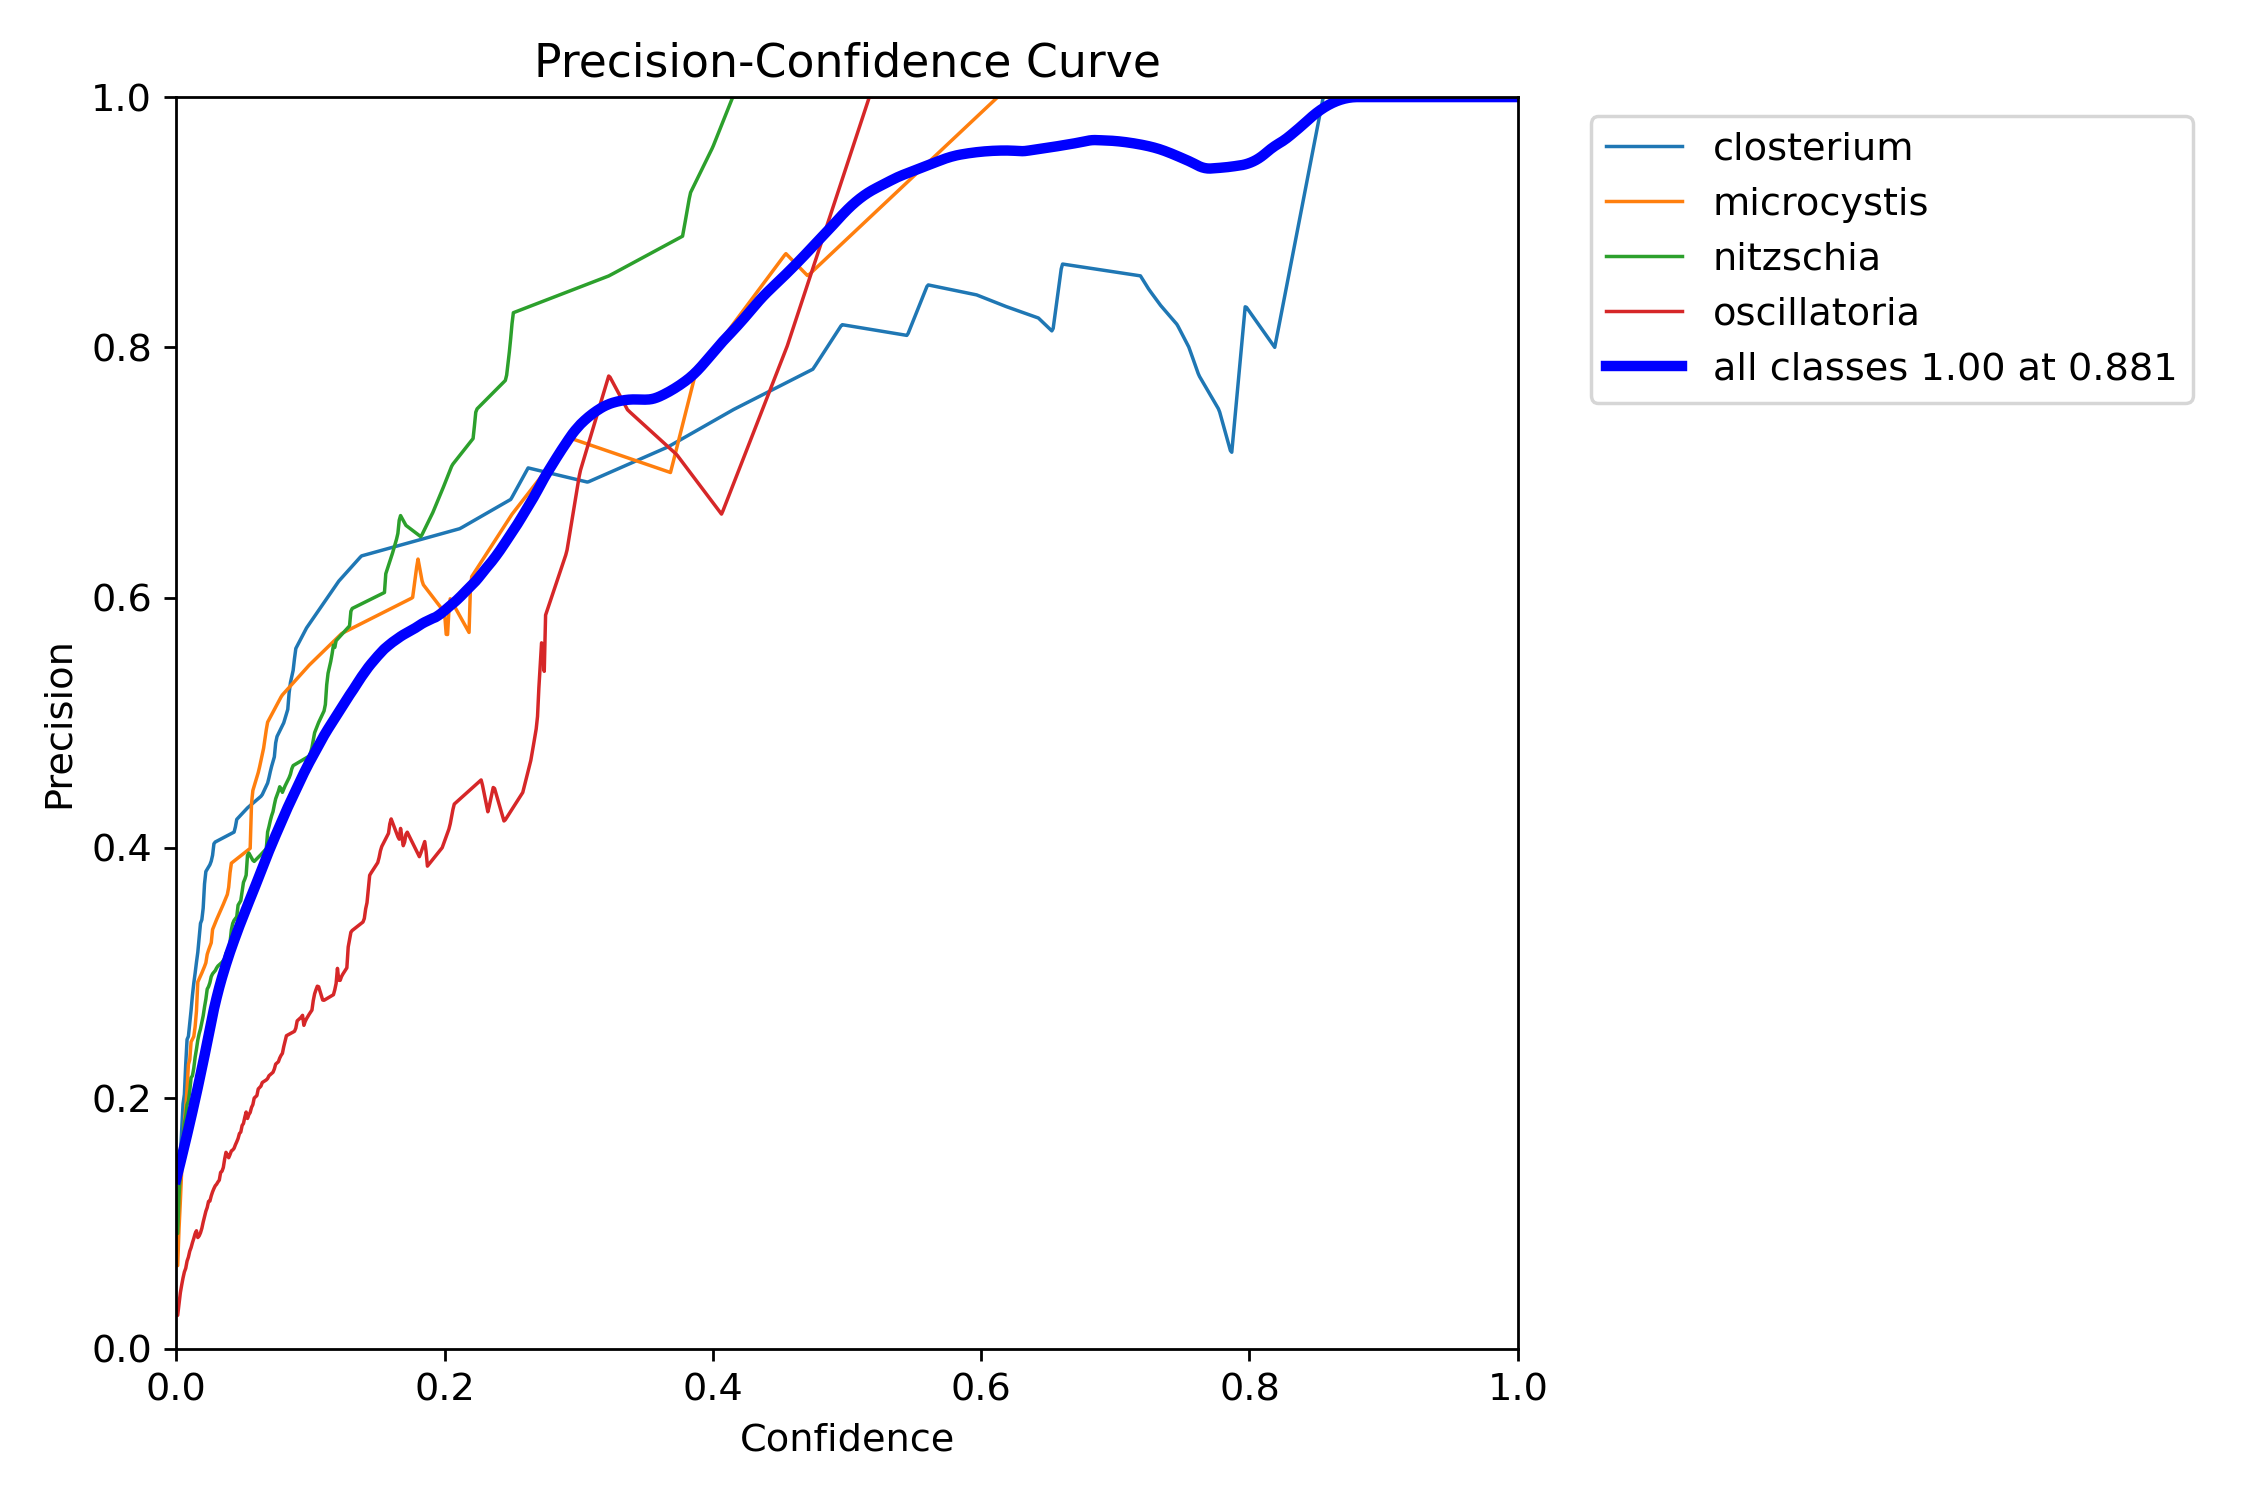 Precision-Confidence Curve
1.0
0.8
0.6
0.4
0.2
0.0
Precision
0.0 0.2 0.4 0.6 0.8 1.0
Confidence
closterium
microcystis
nitzschia
oscillatoria
all classes 1.00 at 0.881